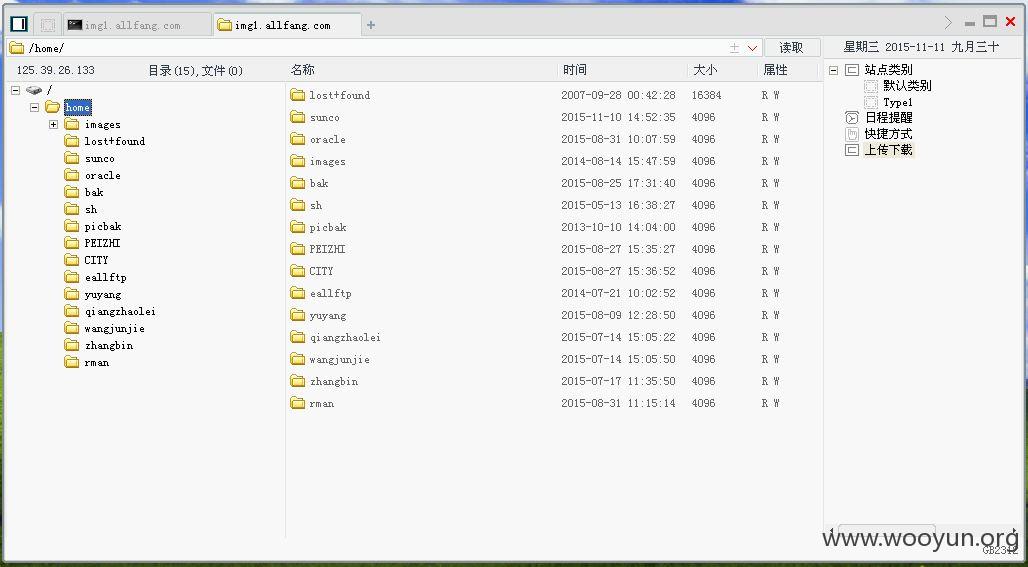 img1.allfang.com
img1.allfang.com
/home/
读取
星期三 2015-11-11 九月三十
125.39.26.133 目录(15),文件(0)
名称 时间 大小 属性
/
home
images
lost+found
sunco
oracle
bak
sh
picbak
PEIZHI
CITY
eallftp
yuyang
qiangzhaolei
wangjunjie
zhangbin
rman
lost+found 2007-09-28 00:42:28 16384 R W
sunco 2015-11-10 14:52:35 4096 R W
oracle 2015-08-31 10:07:59 4096 R W
images 2014-08-14 15:47:59 4096 R W
bak 2015-08-25 17:31:40 4096 R W
sh 2015-05-13 16:38:27 4096 R W
picbak 2013-10-10 14:04:00 4096 R W
PEIZHI 2015-08-27 15:35:27 4096 R W
CITY 2015-08-27 15:36:52 4096 R W
eallftp 2014-07-21 10:02:52 4096 R W
yuyang 2015-08-09 12:28:50 4096 R W
qiangzhaolei 2015-07-14 15:05:22 4096 R W
wangjunjie 2015-07-14 15:05:50 4096 R W
zhangbin 2015-07-17 11:35:50 4096 R W
rman 2015-08-31 11:15:14 4096 R W
站点类别
默认类别
Type1
日程提醒
快捷方式
上传下载
www.wooyun.org
GB2312